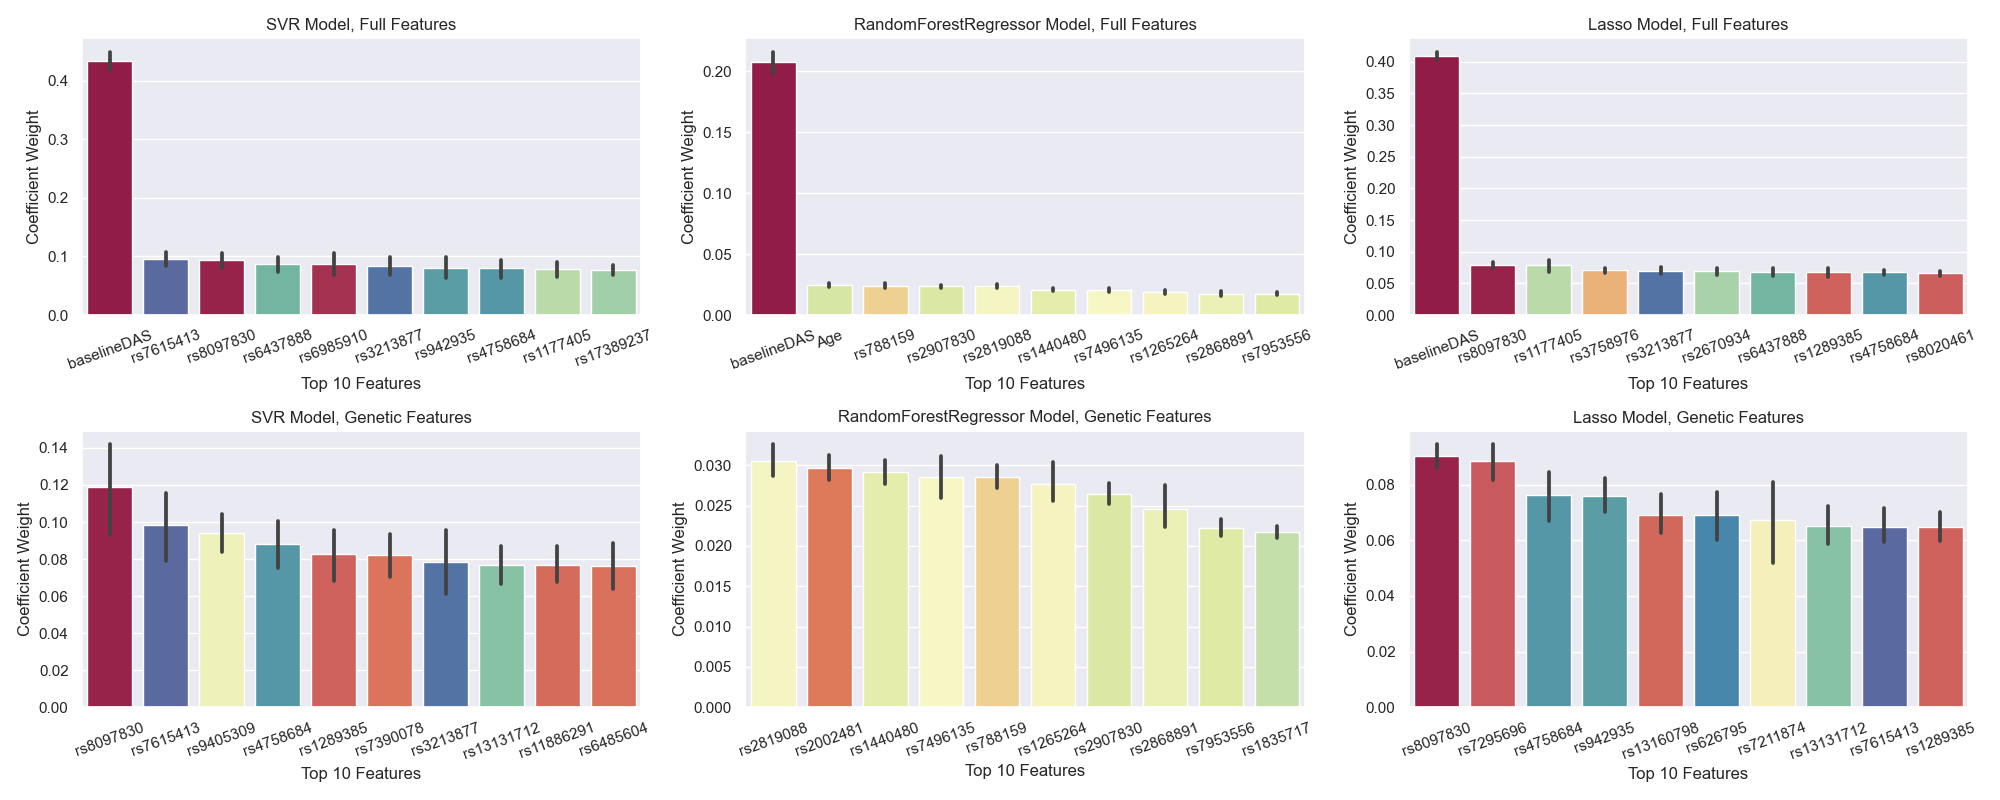 SVR Model, Full Features
Coefficient Weight
0.4
0.3
0.2
0.1
0.0
baselineDAS rs7615413 rs8097830 rs6437888 rs6985910 rs3213877 rs942935 rs4758684 rs1177405 rs17389237
Top 10 Features
RandomForestRegressor Model, Full Features
Coefficient Weight
0.20
0.15
0.10
0.05
0.00
baselineDAS Age rs788159 rs2907830 rs2819088 rs1440480 rs7496135 rs1265264 rs2868891 rs7953556
Top 10 Features
Lasso Model, Full Features
Coefficient Weight
0.40
0.35
0.30
0.25
0.20
0.15
0.10
0.05
0.00
baselineDAS rs8097830 rs1177405 rs3758976 rs3213877 rs2670934 rs6437888 rs1289385 rs4758684 rs8020461
Top 10 Features
SVR Model, Genetic Features
Coefficient Weight
0.14
0.12
0.10
0.08
0.06
0.04
0.02
0.00
rs8097830 rs7615413 rs9405309 rs4758684 rs1289385 rs7390078 rs3213877 rs13131712 rs11886291 rs6485604
Top 10 Features
RandomForestRegressor Model, Genetic Features
Coefficient Weight
0.030
0.025
0.020
0.015
0.010
0.005
0.000
rs2819088 rs2002481 rs1440480 rs7496135 rs788159 rs1265264 rs2907830 rs2868891 rs7953556 rs1835717
Top 10 Features
Lasso Model, Genetic Features
Coefficient Weight
0.08
0.06
0.04
0.02
0.00
rs8097830 rs7295696 rs4758684 rs942935 rs13160798 rs626795 rs7211874 rs13131712 rs7615413 rs1289385
Top 10 Features